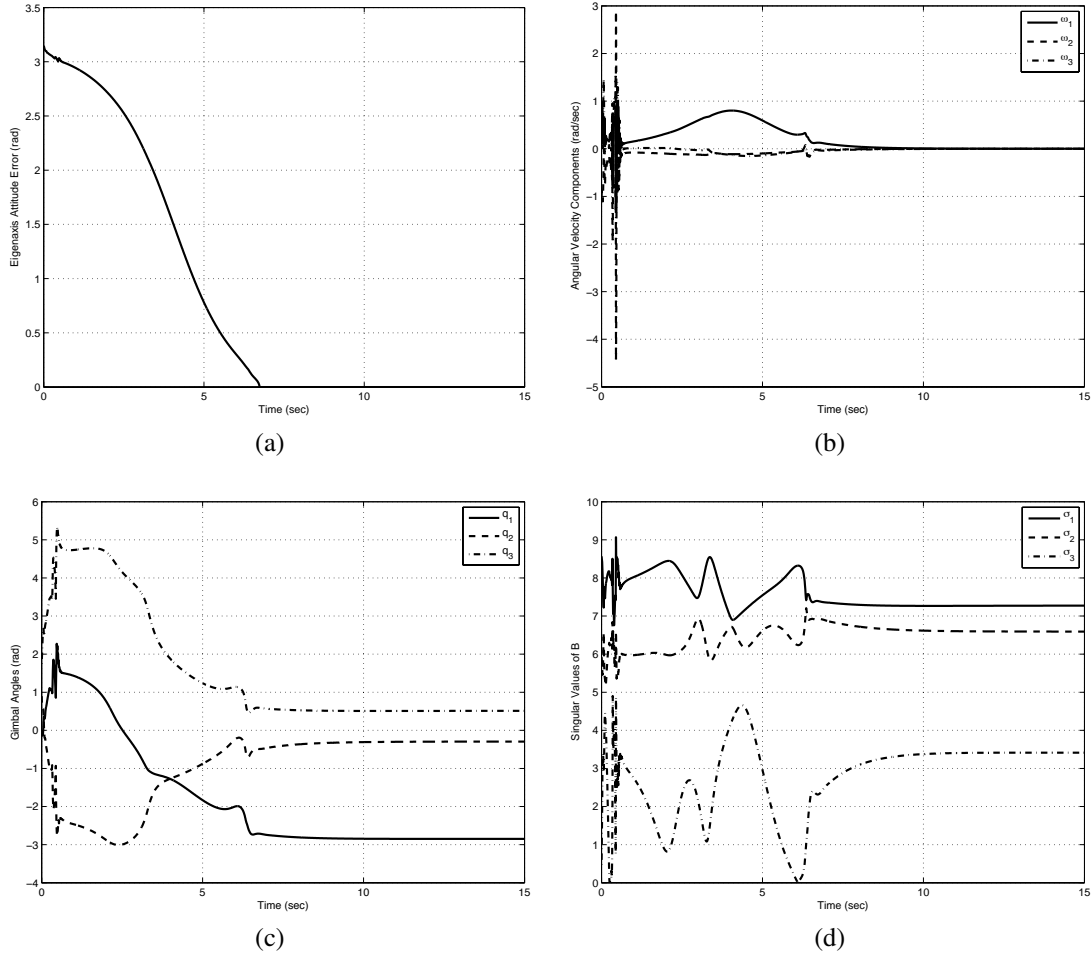 3.5
3
2.5
2
1.5
1
0.5
0
0
5
10
15
Eigenaxis Attitude Error (rad)
Time (sec)
(a)
3
2
1
0
−1
−2
−3
−4
−5
0
5
10
15
Angular Velocity Components (rad/sec)
Time (sec)
ω1
ω2
ω3
(b)
6
5
4
3
2
1
0
−1
−2
−3
−4
0
5
10
15
Gimbal Angles (rad)
Time (sec)
q1
q2
q3
(c)
10
9
8
7
6
5
4
3
2
1
0
0
5
10
15
Singular Values of B
Time (sec)
σ1
σ2
σ3
(d)